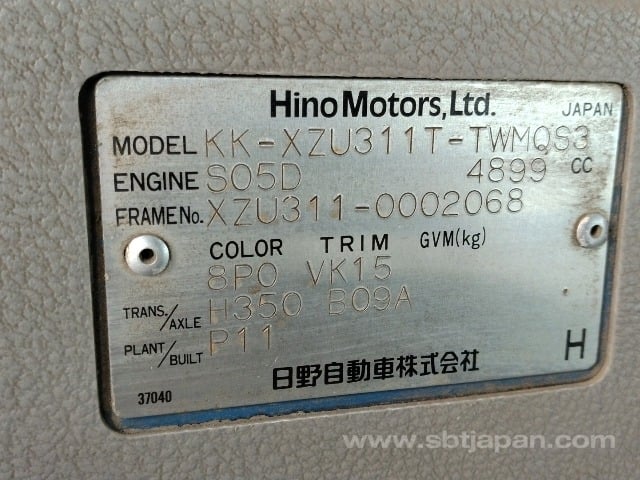 Hino Motors, Ltd. JAPAN
MODEL KK-XZU311T-TWMQS3
ENGINE S05D 4899 CC
FRAME No. XZU311-0002068
COLOR TRIM GVM(kg)
8P0 VK15
TRANS./AXLE H350 B09A
PLANT/BUILT P11
日野自動車株式会社 H
37040
www.sbtjapan.com